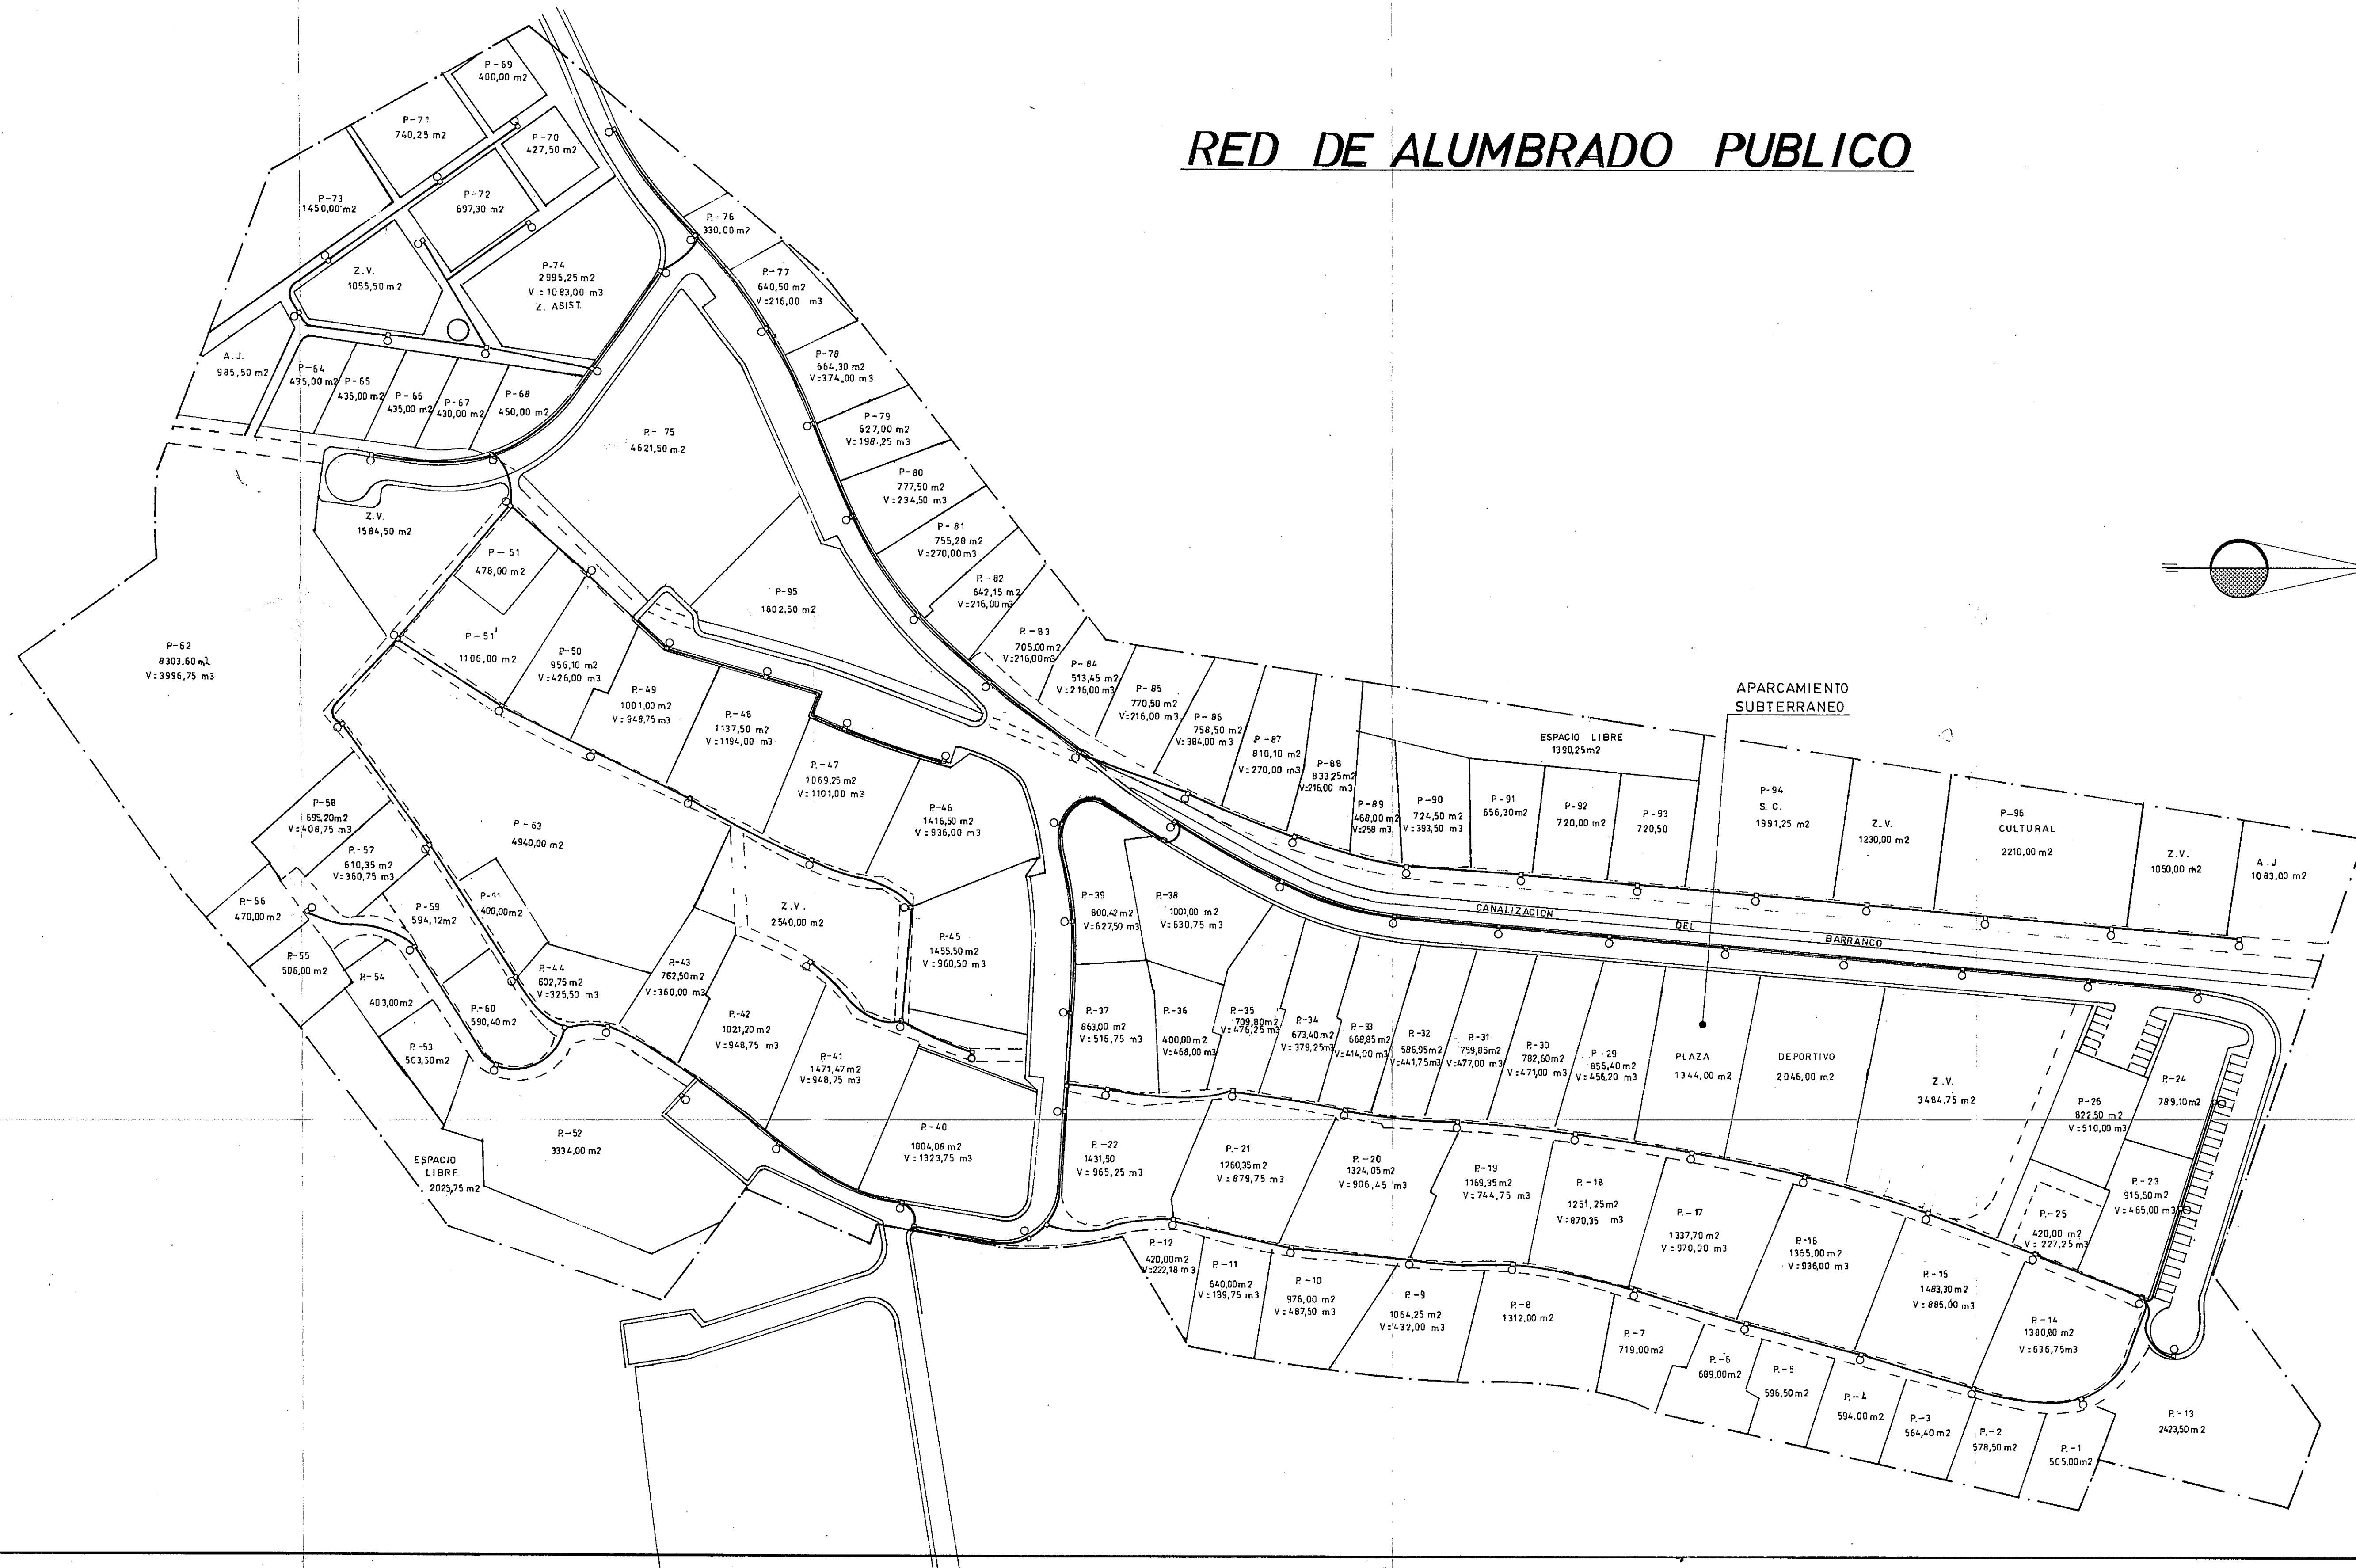 RED DE ALUMBRADO PUBLICO
P-69
400,00 m2
P-71
740,25 m2
P-70
427,50 m2
P-73
1450,00 m2
P-72
697,30 m2
P.-76
330,00 m2
Z.V.
1055,50 m2
P-74
2995,25 m2
V = 1083,00 m3
Z. ASIST.
P.-77
640,50 m2
V=216,00 m3
A.J.
985,50 m2
P-64
435,00 m2
P-65
435,00 m2
P-66
435,00 m2
P-67
430,00 m2
P-68
450,00 m2
P-78
664,30 m2
V=374,00 m3
P.- 75
4621,50 m2
P-79
627,00 m2
V=198,25 m3
P-80
777,50 m2
V=234,50 m3
Z.V.
1584,50 m2
P-81
755,28 m2
V=270,00 m3
P-51
478,00 m2
P-95
1602,50 m2
P.-82
642,15 m2
V=216,00 m3
P-62
8303,60 m2
V=3996,75 m3
P-51'
1106,00 m2
P.-50
956,10 m2
V=426,00 m3
P.-83
705,00 m2
V=216,00 m3
P.-84
513,45 m2
V=216,00 m3
P.-49
1001,00 m2
V=948,75 m3
P.-85
770,50 m2
V=216,00 m3
P.-48
1137,50 m2
V=1194,00 m3
P.-86
758,50 m2
V=384,00 m3
P.-87
810,10 m2
V=270,00 m3
P-88
833,25 m2
V=216,00 m3
ESPACIO LIBRE
1390,25 m2
APARCAMIENTO
SUBTERRANEO
P.-47
1069,25 m2
V=1101,00 m3
P-89
468,00 m2
V=258 m3
P-90
724,50 m2
V=393,50 m3
P-91
656,30 m2
P-92
720,00 m2
P-93
720,50
P-94
S. C.
1991,25 m2
Z.V.
1230,00 m2
P-96
CULTURAL
2210,00 m2
Z.V.
1050,00 m2
A.J
1083,00 m2
P-58
695,20 m2
V=408,75 m3
P-63
4940,00 m2
P.-46
1416,50 m2
V=936,00 m3
P.-57
610,35 m2
V=360,75 m3
P.-56
470,00 m2
P-59
594,12 m2
400,00 m2
Z.V.
2540,00 m2
P.-39
800,42 m2
V=627,50 m3
P.-38
1001,00 m2
V=630,75 m3
CANALIZACION DEL BARRANCO
P.-45
1455,50 m2
V=960,50 m3
P.-55
506,00 m2
P.-54
403,00 m2
P.-44
602,75 m2
V=325,50 m3
P.-43
762,50 m2
V=360,00 m3
P.-60
590,40 m2
P.-42
1021,20 m2
V=948,75 m3
P.-37
863,00 m2
V=516,75 m3
P.-36
400,00 m2
V=468,00 m3
P.-35
709,80 m2
V=476,25 m3
P.-34
673,40 m2
V=379,25 m3
P.-33
668,85 m2
V=414,00 m3
P.-32
586,95 m2
V=441,75 m3
P.-31
759,85 m2
V=477,00 m3
P.-30
782,60 m2
V=471,00 m3
P.-29
855,40 m2
V=456,20 m3
PLAZA
1344,00 m2
DEPORTIVO
2046,00 m2
Z.V.
3484,75 m2
P.-53
503,50 m2
P.-41
1471,47 m2
V=948,75 m3
P.-24
789,10 m2
P-26
822,50 m2
V=510,00 m3
P.-52
3334,00 m2
P.-40
1804,08 m2
V=1323,75 m3
P.-22
1431,50
V=965,25 m3
P.-21
1260,35 m2
V=879,75 m3
P.-20
1324,05 m2
V=906,45 m3
P.-19
1169,35 m2
V=744,75 m3
P.-18
1251,25 m2
V=870,35 m3
P.-17
1337,70 m2
V=970,00 m3
ESPACIO
LIBRE
2025,75 m2
P.-23
915,50 m2
V=465,00 m3
P.-25
420,00 m2
V=227,25 m3
P.-16
1365,00 m2
V=936,00 m3
P.-12
420,00 m2
V=222,18 m3
P.-11
640,00 m2
V=189,75 m3
P.-10
976,00 m2
V=487,50 m3
P.-9
1064,25 m2
V=432,00 m3
P.-8
1312,00 m2
P.-15
1483,30 m2
V=885,00 m3
P.-14
1380,80 m2
V=636,75 m3
P.-7
719,00 m2
P.-6
689,00 m2
P.-5
596,50 m2
P.-4
594,00 m2
P.-3
564,40 m2
P.-2
578,50 m2
P.-1
505,00 m2
P.-13
2423,50 m2